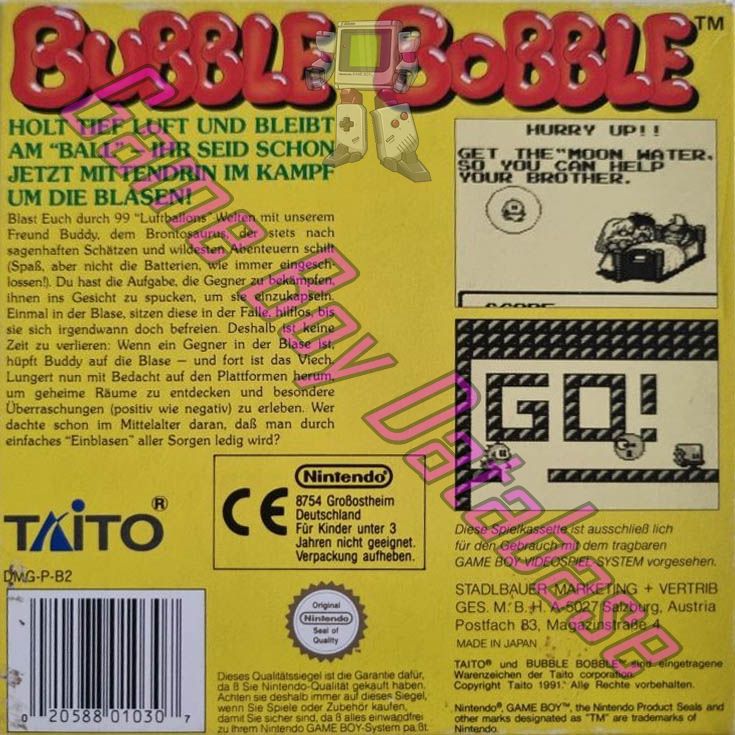 BUBBLE BOBBLE™
HOLT TIEF LUFT UND BLEIBT
AM "BALL" - IHR SEID SCHON
JETZT MITTENDRIN IM KAMPF
UM DIE BLASEN!
Blast Euch durch 99 "Luftballons" Welten mit unserem
Freund Buddy, dem Brontosaurus, der stets nach
sagenhaften Schätzen und wildesten Abenteuern schilt
(Spaß, aber nicht die Batterien, wie immer eingesch-
lossen!). Du hast die Aufgabe, die Gegner zu bekämpfen,
ihnen ins Gesicht zu spucken, um sie einzukapseln.
Einmal in der Blase, sitzen diese in der Falle, hilflos, bis
sie sich irgendwann doch befreien. Deshalb ist keine
Zeit zu verlieren: Wenn ein Gegner in der Blase ist,
hüpft Buddy auf die Blase — und fort ist das Viech.
Lungert nun mit Bedacht auf den Plattformen herum,
um geheime Räume zu entdecken und besondere
Überraschungen (positiv wie negativ) zu erleben. Wer
dachte schon im Mittelalter daran, daß man durch
einfaches "Einblasen" aller Sorgen ledig wird?
HURRY UP!!
GET THE "MOON WATER,
SO YOU CAN HELP
YOUR BROTHER.
SCORE
GO!
Game Boy Database
TAITO®
DMG-P-B2
CE
Nintendo®
8754 Großostheim
Deutschland
Für Kinder unter 3
Jahren nicht geeignet.
Verpackung aufheben.
Diese Spielkassette ist ausschließ lich
für den Gebrauch mit dem tragbaren
GAME BOY VIDEOSPIEL SYSTEM vorgesehen.
STADLBAUER MARKETING + VERTRIB
GES. M. B. H. A-5027 Salzburg, Austria
Postfach 83, Magazinstraße 4
MADE IN JAPAN
TAITO® und BUBBLE BOBBLE™ sind eingetragene
Warenzeichen der Taito corporation.
Copyright Taito 1991. Alle Rechte vorbehalten.
Nintendo®, GAME BOY™, the Nintendo Product Seals and
other marks designated as "TM" are trademarks of
Nintendo.
Original
Nintendo
Seal of
Quality
Dieses Qualitätssiegel ist die Garantie dafür,
da ß Sie Nintendo-Qualität gekauft haben.
Achten sie deshalb immer auf dieses Siegel,
wenn Sie Spiele oder Zubehör kaufen,
damit Sie sicher sind, da ß alles einwandfrei
zu Ihrem Nintendo GAME BOY-System pa ßt.
0 20588 01030 7